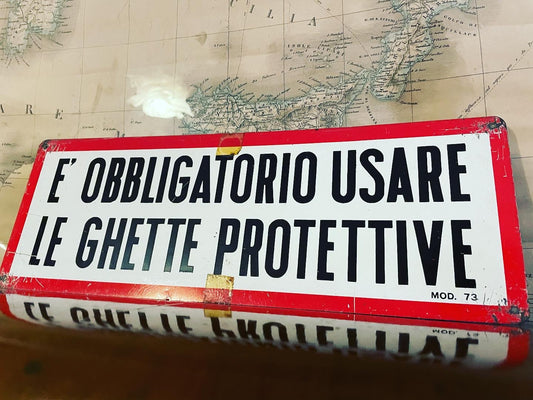 E' OBBLIGATORIO USARE
LE GHETTE PROTETTIVE
MOD. 73